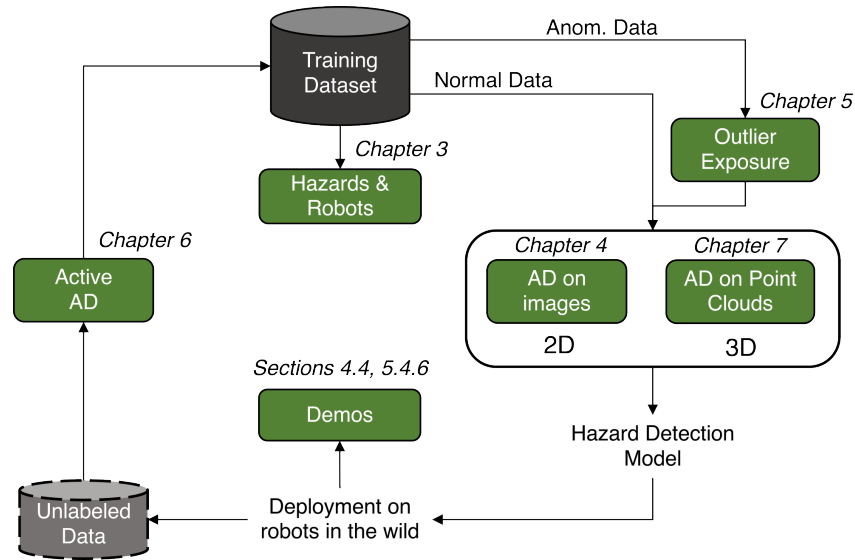 Anom. Data
Training
Dataset
Normal Data
Chapter 5
Outlier
Exposure
Chapter 3
Hazards &
Robots
Chapter 6
Active
AD
Chapter 4
AD on
images
2D
Chapter 7
AD on Point
Clouds
3D
Sections 4.4, 5.4.6
Demos
Hazard Detection
Model
Deployment on
robots in the wild
Unlabeled
Data